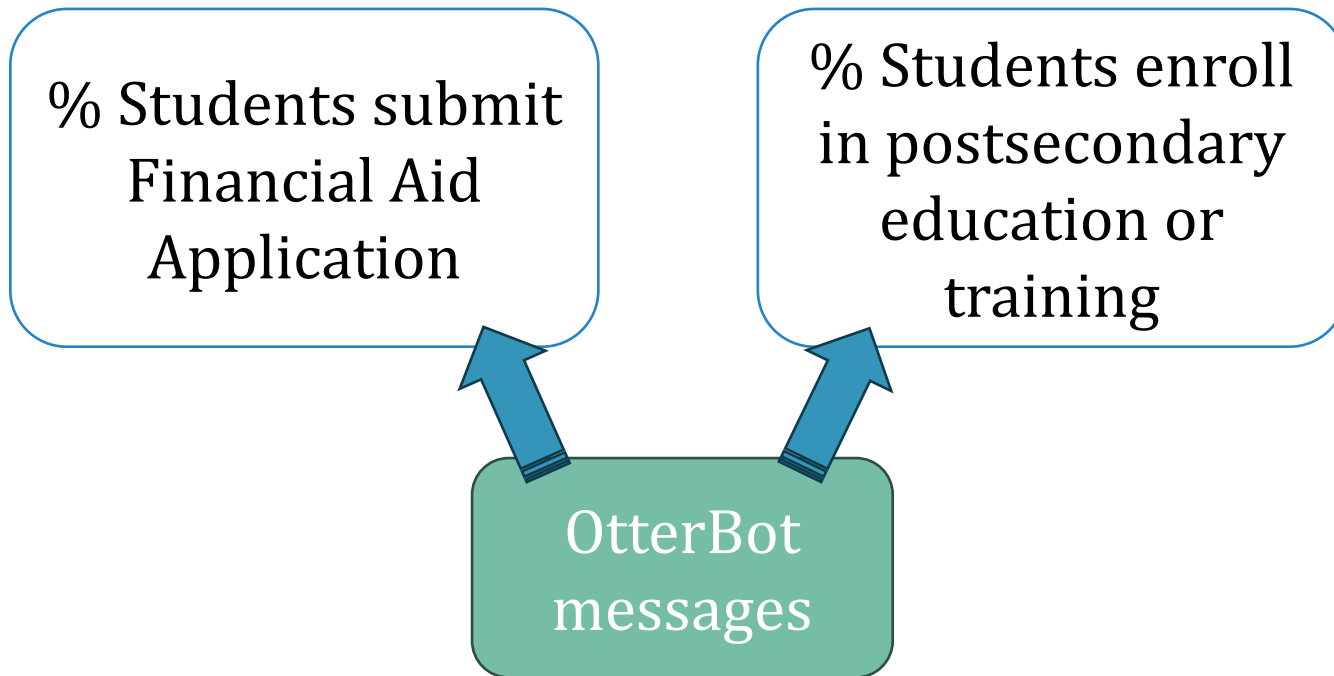 % Students submit
Financial Aid
Application
% Students enroll
in postsecondary
education or
training
OtterBot
messages